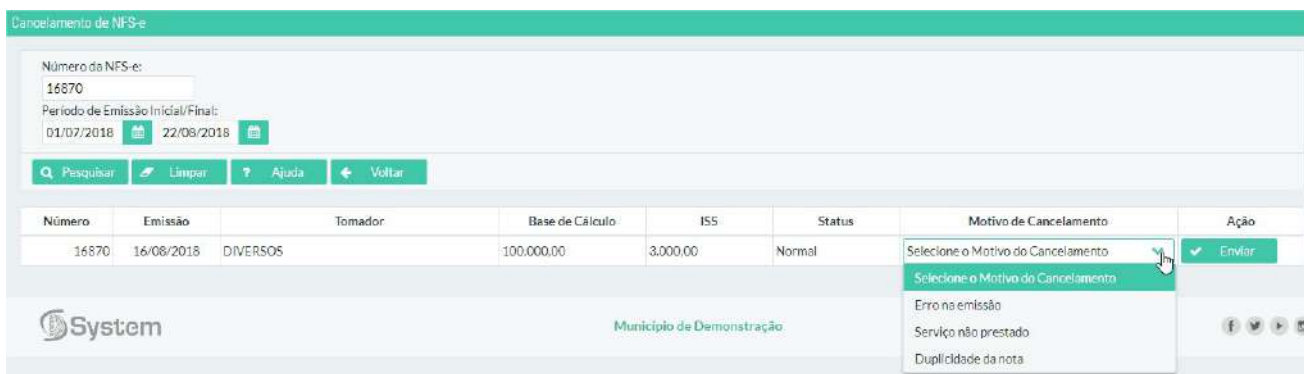 Cancelamento de NFS-e
Número da NFS-e:
16870
Período de Emissão Inicial/Final:
01/07/2018 22/08/2018
Pesquisar Limpar ? Ajuda Voltar
Número Emissão Tomador Base de Cálculo ISS Status Motivo de Cancelamento Ação
16870 16/08/2018 DIVERSOS 100.000,00 3.000,00 Normal Selecione o Motivo do Cancelamento Enviar
Selecione o Motivo do Cancelamento
Erro na emissão
Serviço não prestado
Duplicidade da nota
System Município de Demonstração